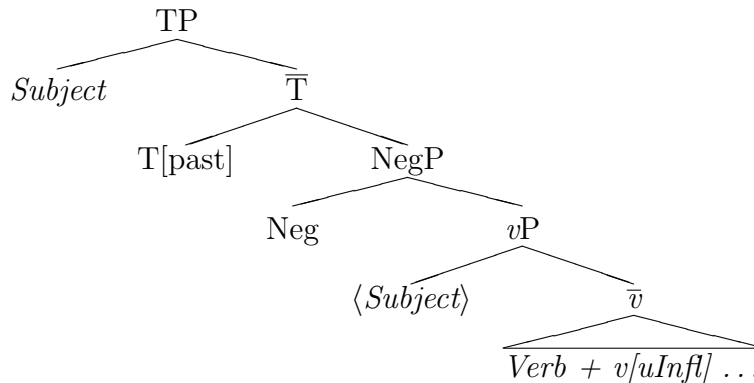 TP
Subject T̅
T[past] NegP
Neg vP
⟨Subject⟩ v̅
Verb + v[uInfl] . . .